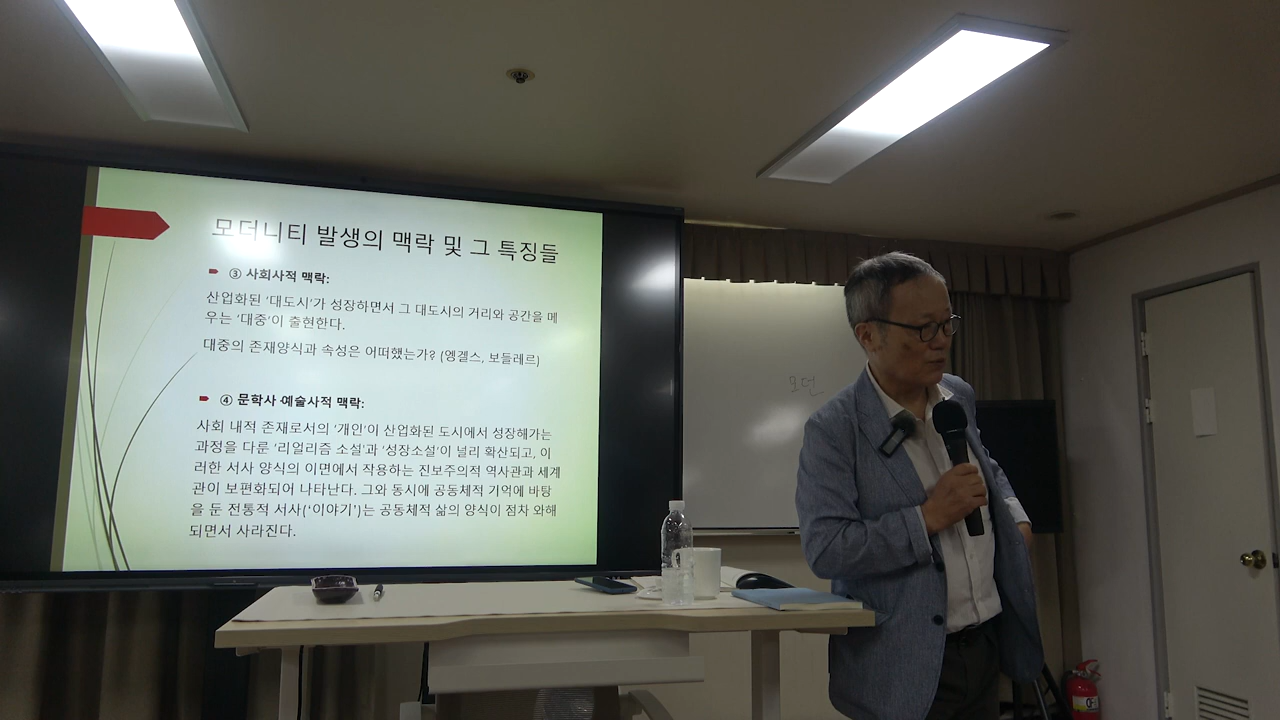 모더니티 발생의 맥락 및 그 특징들
③ 사회사적 맥락:
산업화된 ‘대도시’가 성장하면서 그 대도시의 거리와 공간을 메
우는 ‘대중’이 출현한다.
대중의 존재양식과 속성은 어떠했는가? (엥겔스, 보들레르)
④ 문학사·예술사적 맥락:
사회 내적 존재로서의 ‘개인’이 산업화된 도시에서 성장해가는
과정을 다룬 ‘리얼리즘 소설’과 ‘성장소설’이 널리 확산되고, 이
러한 서사 양식의 이면에서 작용하는 진보주의적 역사관과 세계
관이 보편화되어 나타난다. 그와 동시에 공동체적 기억에 바탕
을 둔 전통적 서사(‘이야기’)는 공동체적 삶의 양식이 점차 와해
되면서 사라진다.
모던